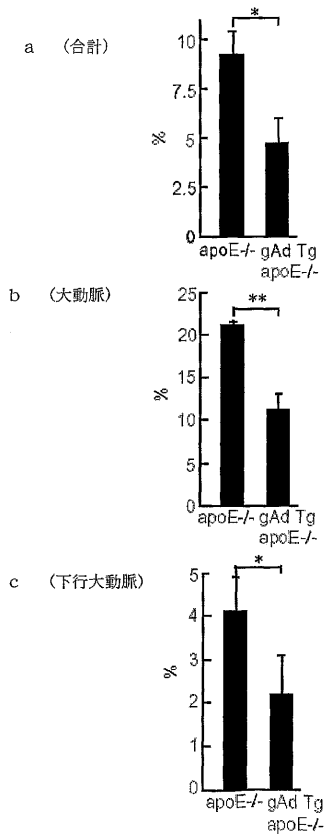 a （合計）
*
10
7.5
5
2.5
0
%
apoE-/- gAd Tg
apoE-/-
b （大動脈）
**
25
20
15
10
5
0
%
apoE-/- gAd Tg
apoE-/-
c （下行大動脈）
*
5
4
3
2
1
0
%
apoE-/- gAd Tg
apoE-/-